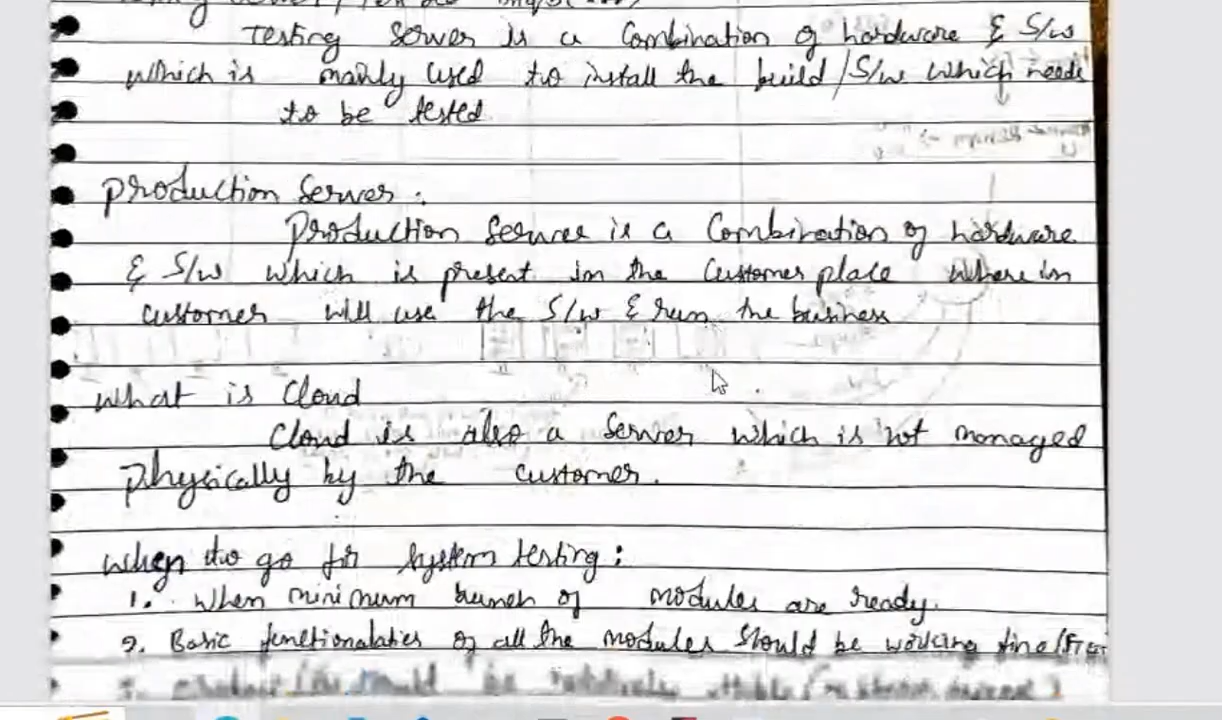 Testing Server is a Combination of hardware & S/w
Which is mainly used to install the build/S/w which needs
to be tested
Production Server:
Production Server is a Combination of hardware
& S/w which is present in the Customer place where in
customer will use the S/w & run the business
What is Cloud
Cloud is also a Server which is not managed
Physically by the customer.
When to go for System testing:
1. When minimum bunch of modules are ready.
2. Basic functionalaties of all the modules should be working fine/